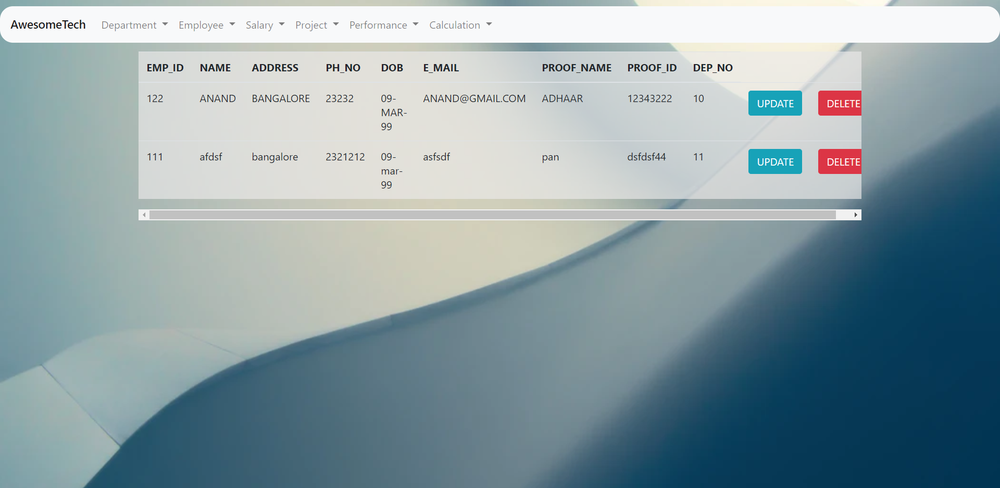 AwesomeTech Department Employee Salary Project Performance Calculation
EMP_ID NAME ADDRESS PH_NO DOB E_MAIL PROOF_NAME PROOF_ID DEP_NO
122 ANAND BANGALORE 23232 09- ANAND@GMAIL.COM ADHAAR 12343222 10 UPDATE DELETE
MAR-
99
111 afdsf bangalore 2321212 09- asfsdf pan dsfdsf44 11 UPDATE DELETE
mar-
99